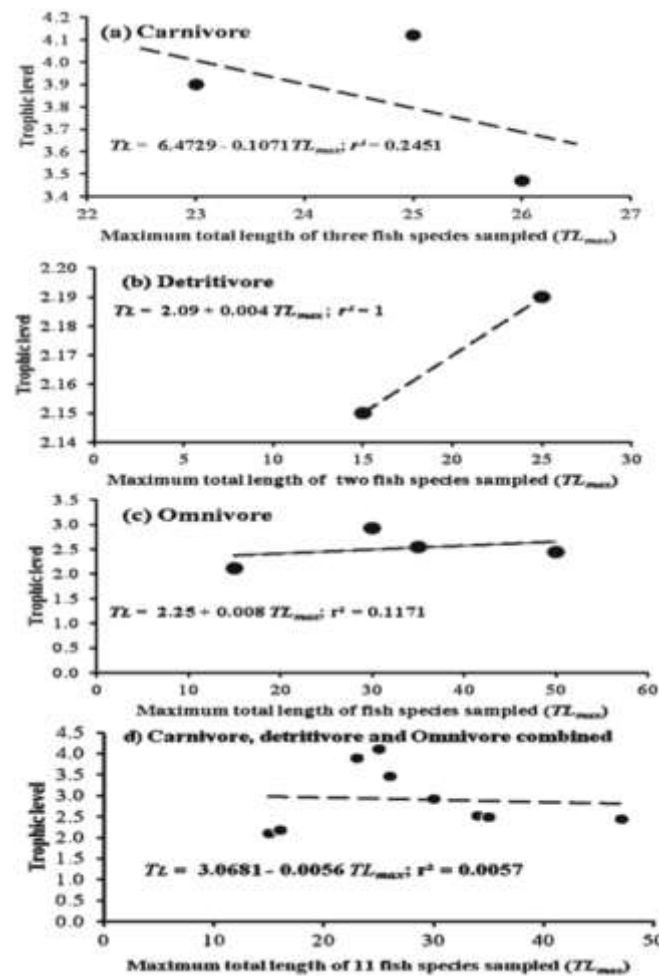 (a) Carnivore
Trophic level
4.2
4.1
4.0
3.9
3.8
3.7
3.6
3.5
3.4
TL = 6.4729 - 0.1071TLmax; r² = 0.2451
22 23 24 25 26 27
Maximum total length of three fish species sampled (TLmax)
(b) Detritivore
Trophic level
2.20
2.19
2.18
2.17
2.16
2.15
2.14
TL = 2.09 + 0.004 TLmax; r² = 1
0 5 10 15 20 25 30
Maximum total length of two fish species sampled (TLmax)
(c) Omnivore
Trophic level
3.5
3.0
2.5
2.0
1.5
1.0
0.5
0.0
TL = 2.25 + 0.008 TLmax; r² = 0.1171
0 10 20 30 40 50 60
Maximum total length of fish species sampled (TLmax)
d) Carnivore, detritivore and Omnivore combined
Trophic level
4.5
4.0
3.5
3.0
2.5
2.0
1.5
1.0
0.5
0.0
TL = 3.0681 - 0.0056 TLmax; r² = 0.0057
0 10 20 30 40 50
Maximum total length of 11 fish species sampled (TLmax)